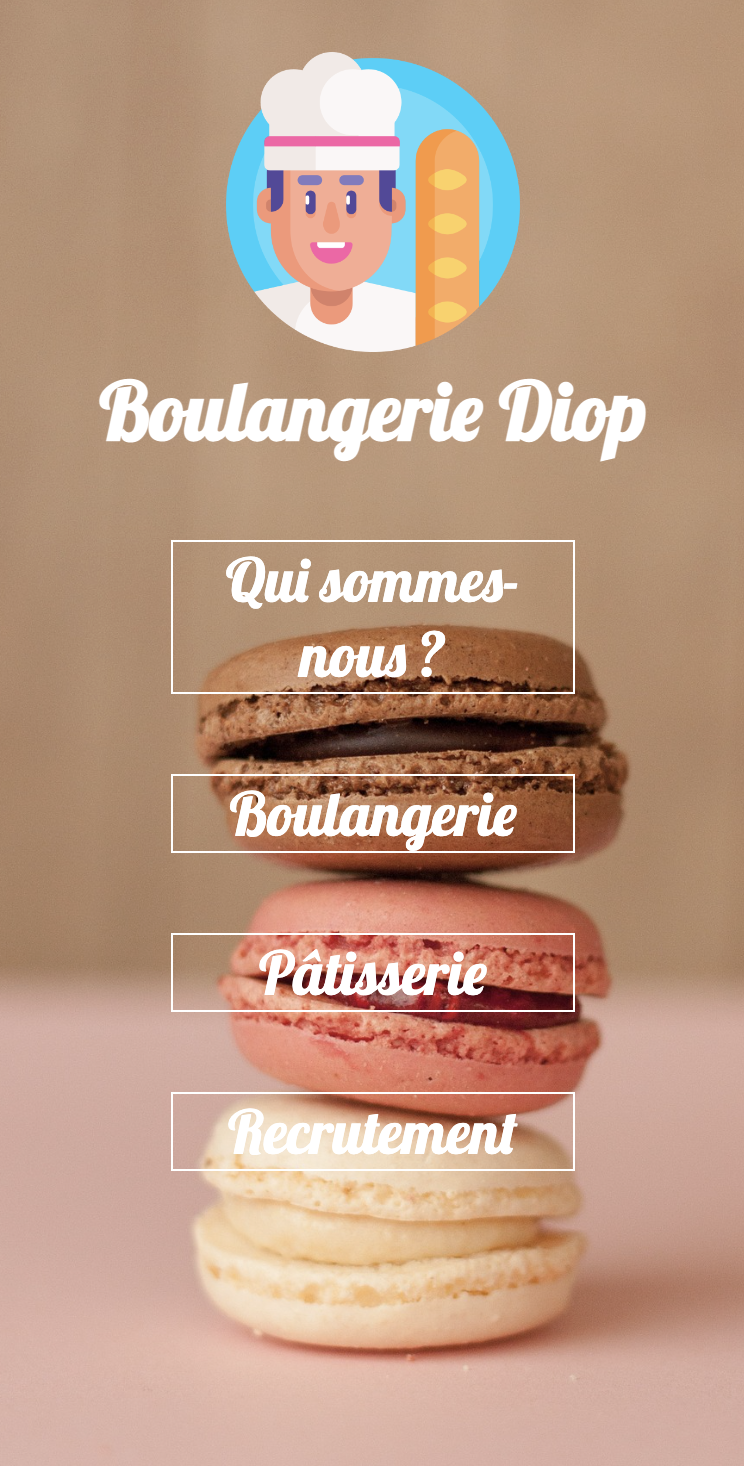 Boulangerie Diop
Qui sommes-
nous ?
Boulangerie
Pâtisserie
Recrutement